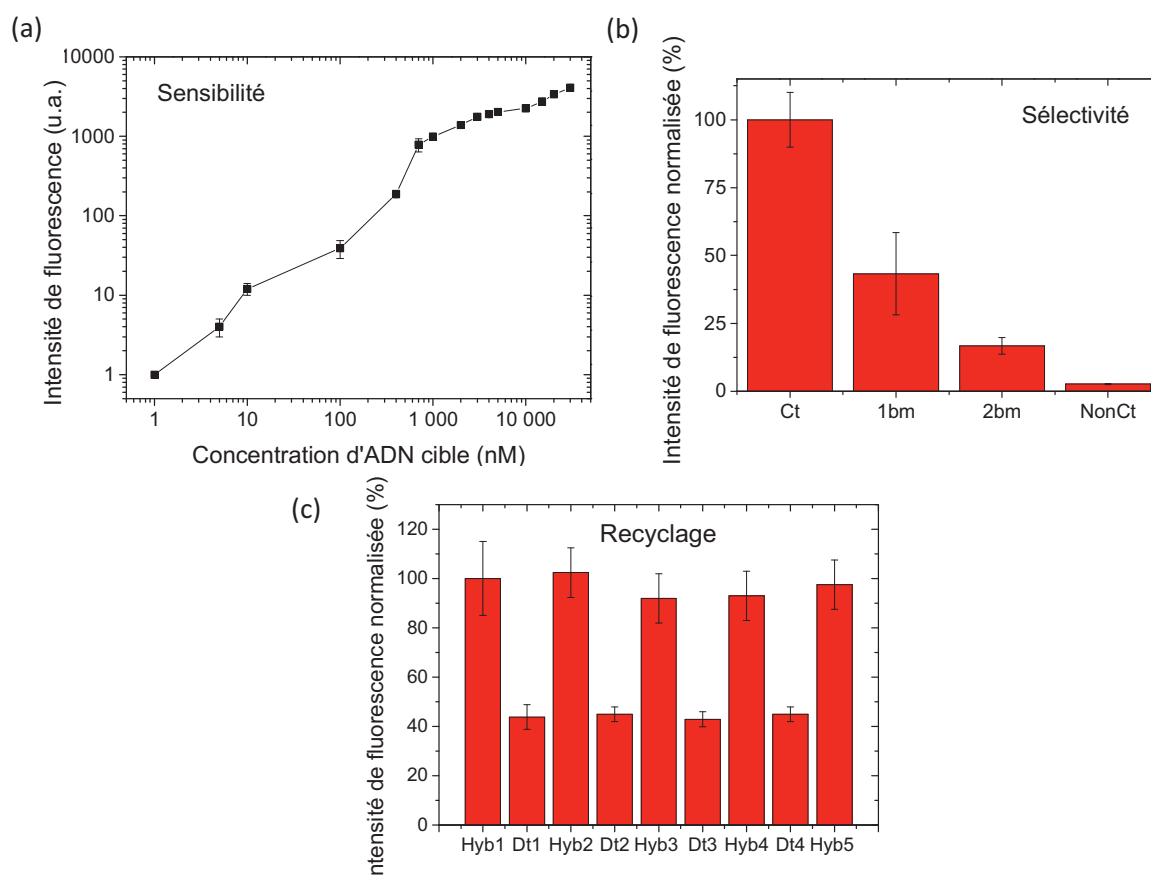 (a)
Intensité de fluorescence (u.a.)
10000
1000
100
10
1
Sensibilité
1
10
100
1 000
10 000
Concentration d'ADN cible (nM)
(b)
Intensité de fluorescence normalisée (%)
100
75
50
25
0
Sélectivité
Ct
1bm
2bm
NonCt
(c)
ntensité de fluorescence normalisée (%)
120
100
80
60
40
20
0
Recyclage
Hyb1 Dt1 Hyb2 Dt2 Hyb3 Dt3 Hyb4 Dt4 Hyb5